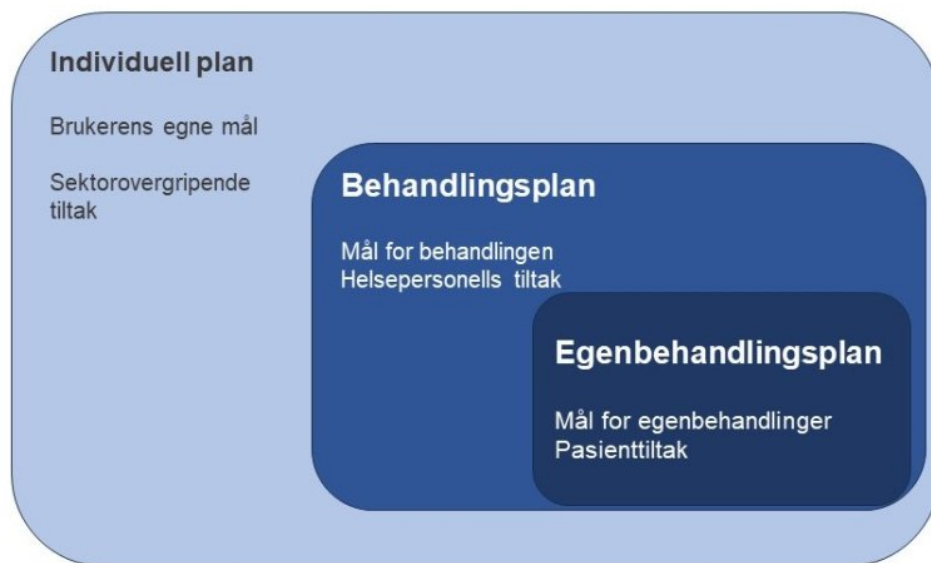 Individuell plan
Brukerens egne mål
Sektorovergripende
tiltak
Behandlingsplan
Mål for behandlingen
Helsepersonells tiltak
Egenbehandlingsplan
Mål for egenbehandlinger
Pasienttiltak